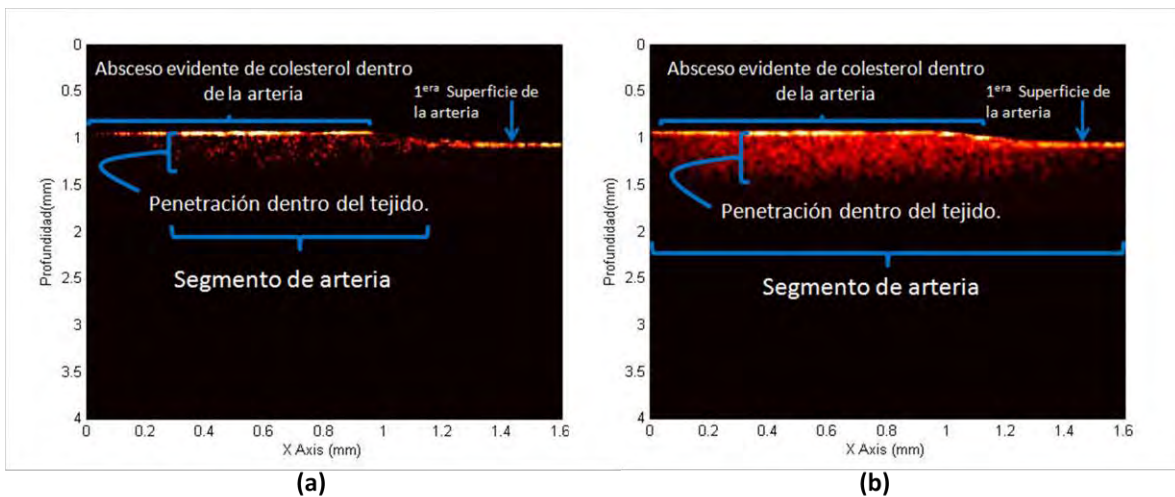 0
0.5
1
1.5
2
2.5
3
3.5
4
Profundidad(mm)
Absceso evidente de colesterol dentro
de la arteria
1era Superficie de
la arteria
Penetración dentro del tejido.
Segmento de arteria
0 0.2 0.4 0.6 0.8 1 1.2 1.4 1.6
X Axis (mm)
(a)
0
0.5
1
1.5
2
2.5
3
3.5
4
Profundidad(mm)
Absceso evidente de colesterol dentro
de la arteria
1era Superficie de
la arteria
Penetración dentro del tejido.
Segmento de arteria
0 0.2 0.4 0.6 0.8 1 1.2 1.4 1.6
X Axis (mm)
(b)